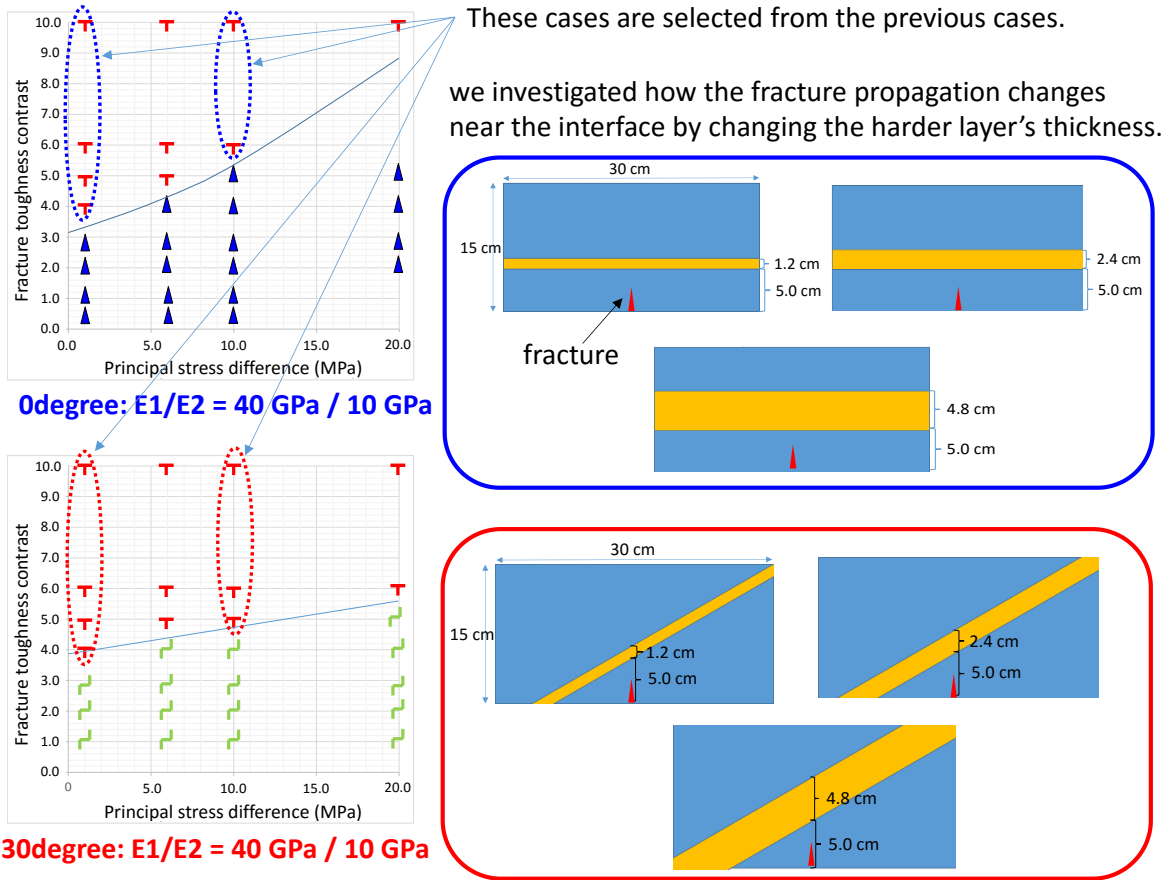 These cases are selected from the previous cases.
we investigated how the fracture propagation changes
near the interface by changing the harder layer's thickness.
Fracture toughness contrast
10.0
9.0
8.0
7.0
6.0
5.0
4.0
3.0
2.0
1.0
0.0
0.0 5.0 10.0 15.0 20.0
Principal stress difference (MPa)
0degree: E1/E2 = 40 GPa / 10 GPa
30 cm
15 cm
1.2 cm
5.0 cm
fracture
2.4 cm
5.0 cm
4.8 cm
5.0 cm
Fracture toughness contrast
10.0
9.0
8.0
7.0
6.0
5.0
4.0
3.0
2.0
1.0
0.0
0 5.0 10.0 15.0 20.0
Principal stress difference (MPa)
30degree: E1/E2 = 40 GPa / 10 GPa
30 cm
15 cm
1.2 cm
5.0 cm
2.4 cm
5.0 cm
4.8 cm
5.0 cm